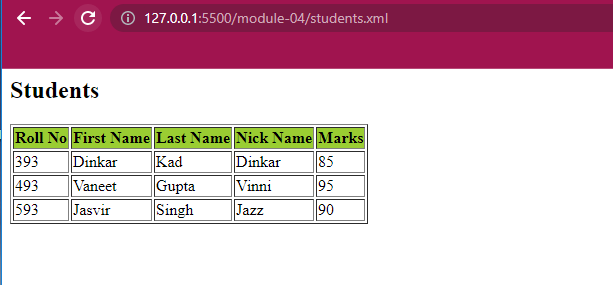 127.0.0.1:5500/module-04/students.xml
Students
Roll No First Name Last Name Nick Name Marks
393 Dinkar Kad Dinkar 85
493 Vaneet Gupta Vinni 95
593 Jasvir Singh Jazz 90